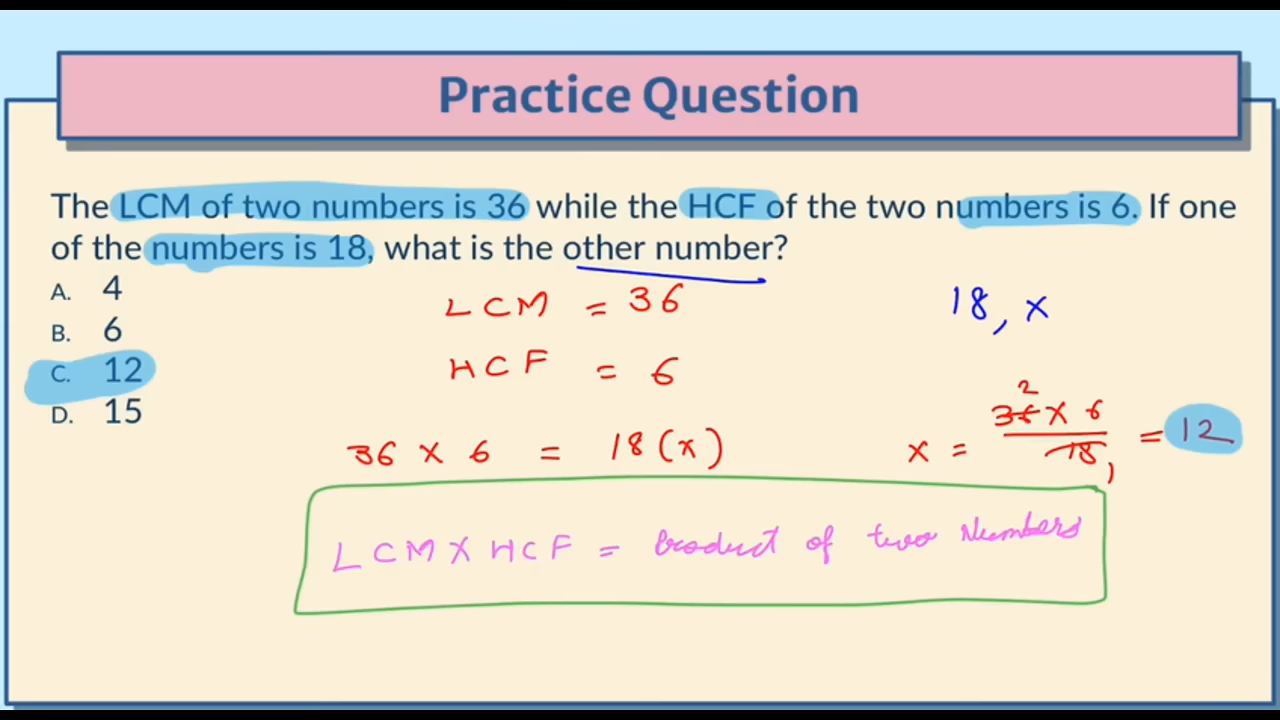 Practice Question
The LCM of two numbers is 36 while the HCF of the two numbers is 6. If one
of the numbers is 18, what is the other number?
A. 4
B. 6
C. 12
D. 15
LCM = 36
18, x
HCF = 6
36 x 6 = 18(x)
x = 2 36 x 6 / 18, = 12
LCM X HCF = Product of two Numbers